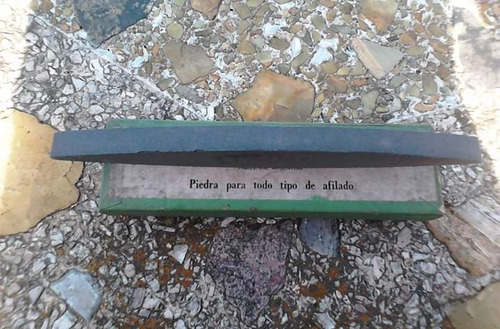 Piedra para todo tipo de afilado